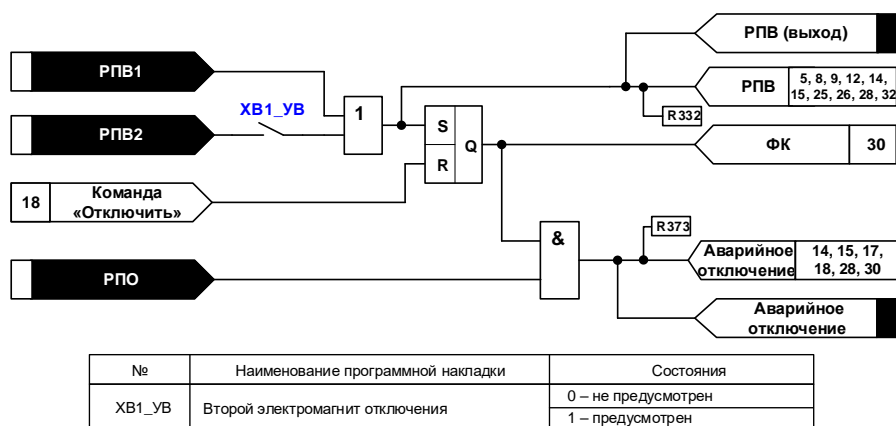 РПВ (выход)
РПВ1
РПВ
5, 8, 9, 12, 14,
15, 25, 26, 28, 32
ХВ1_УВ
R332
РПВ2
1
S
R
Q
ФК
30
18
Команда
«Отключить»
&
R373
Аварийное
отключение
14, 15, 17,
18, 28, 30
РПО
Аварийное
отключение
№
Наименование программной накладки
Состояния
ХВ1_УВ
Второй электромагнит отключения
0 – не предусмотрен
1 – предусмотрен